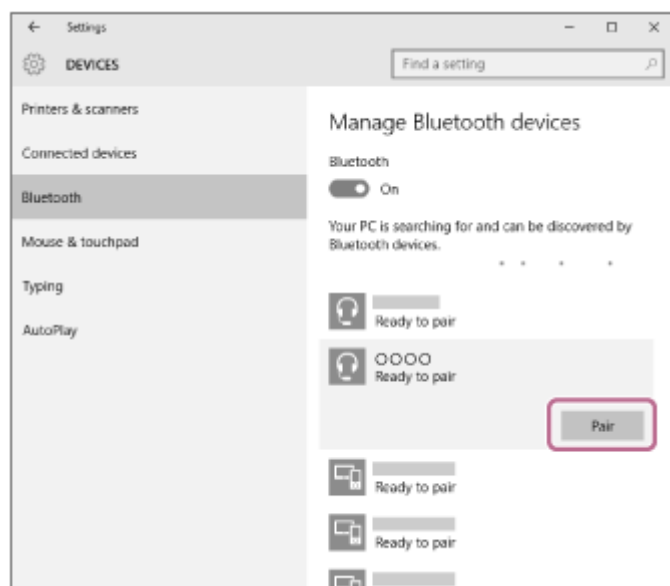 Settings
DEVICES
Find a setting
Printers & scanners
Connected devices
Bluetooth
Mouse & touchpad
Typing
AutoPlay
Manage Bluetooth devices
Bluetooth
On
Your PC is searching for and can be discovered by
Bluetooth devices.
Ready to pair
OOOO
Ready to pair
Pair
Ready to pair
Ready to pair